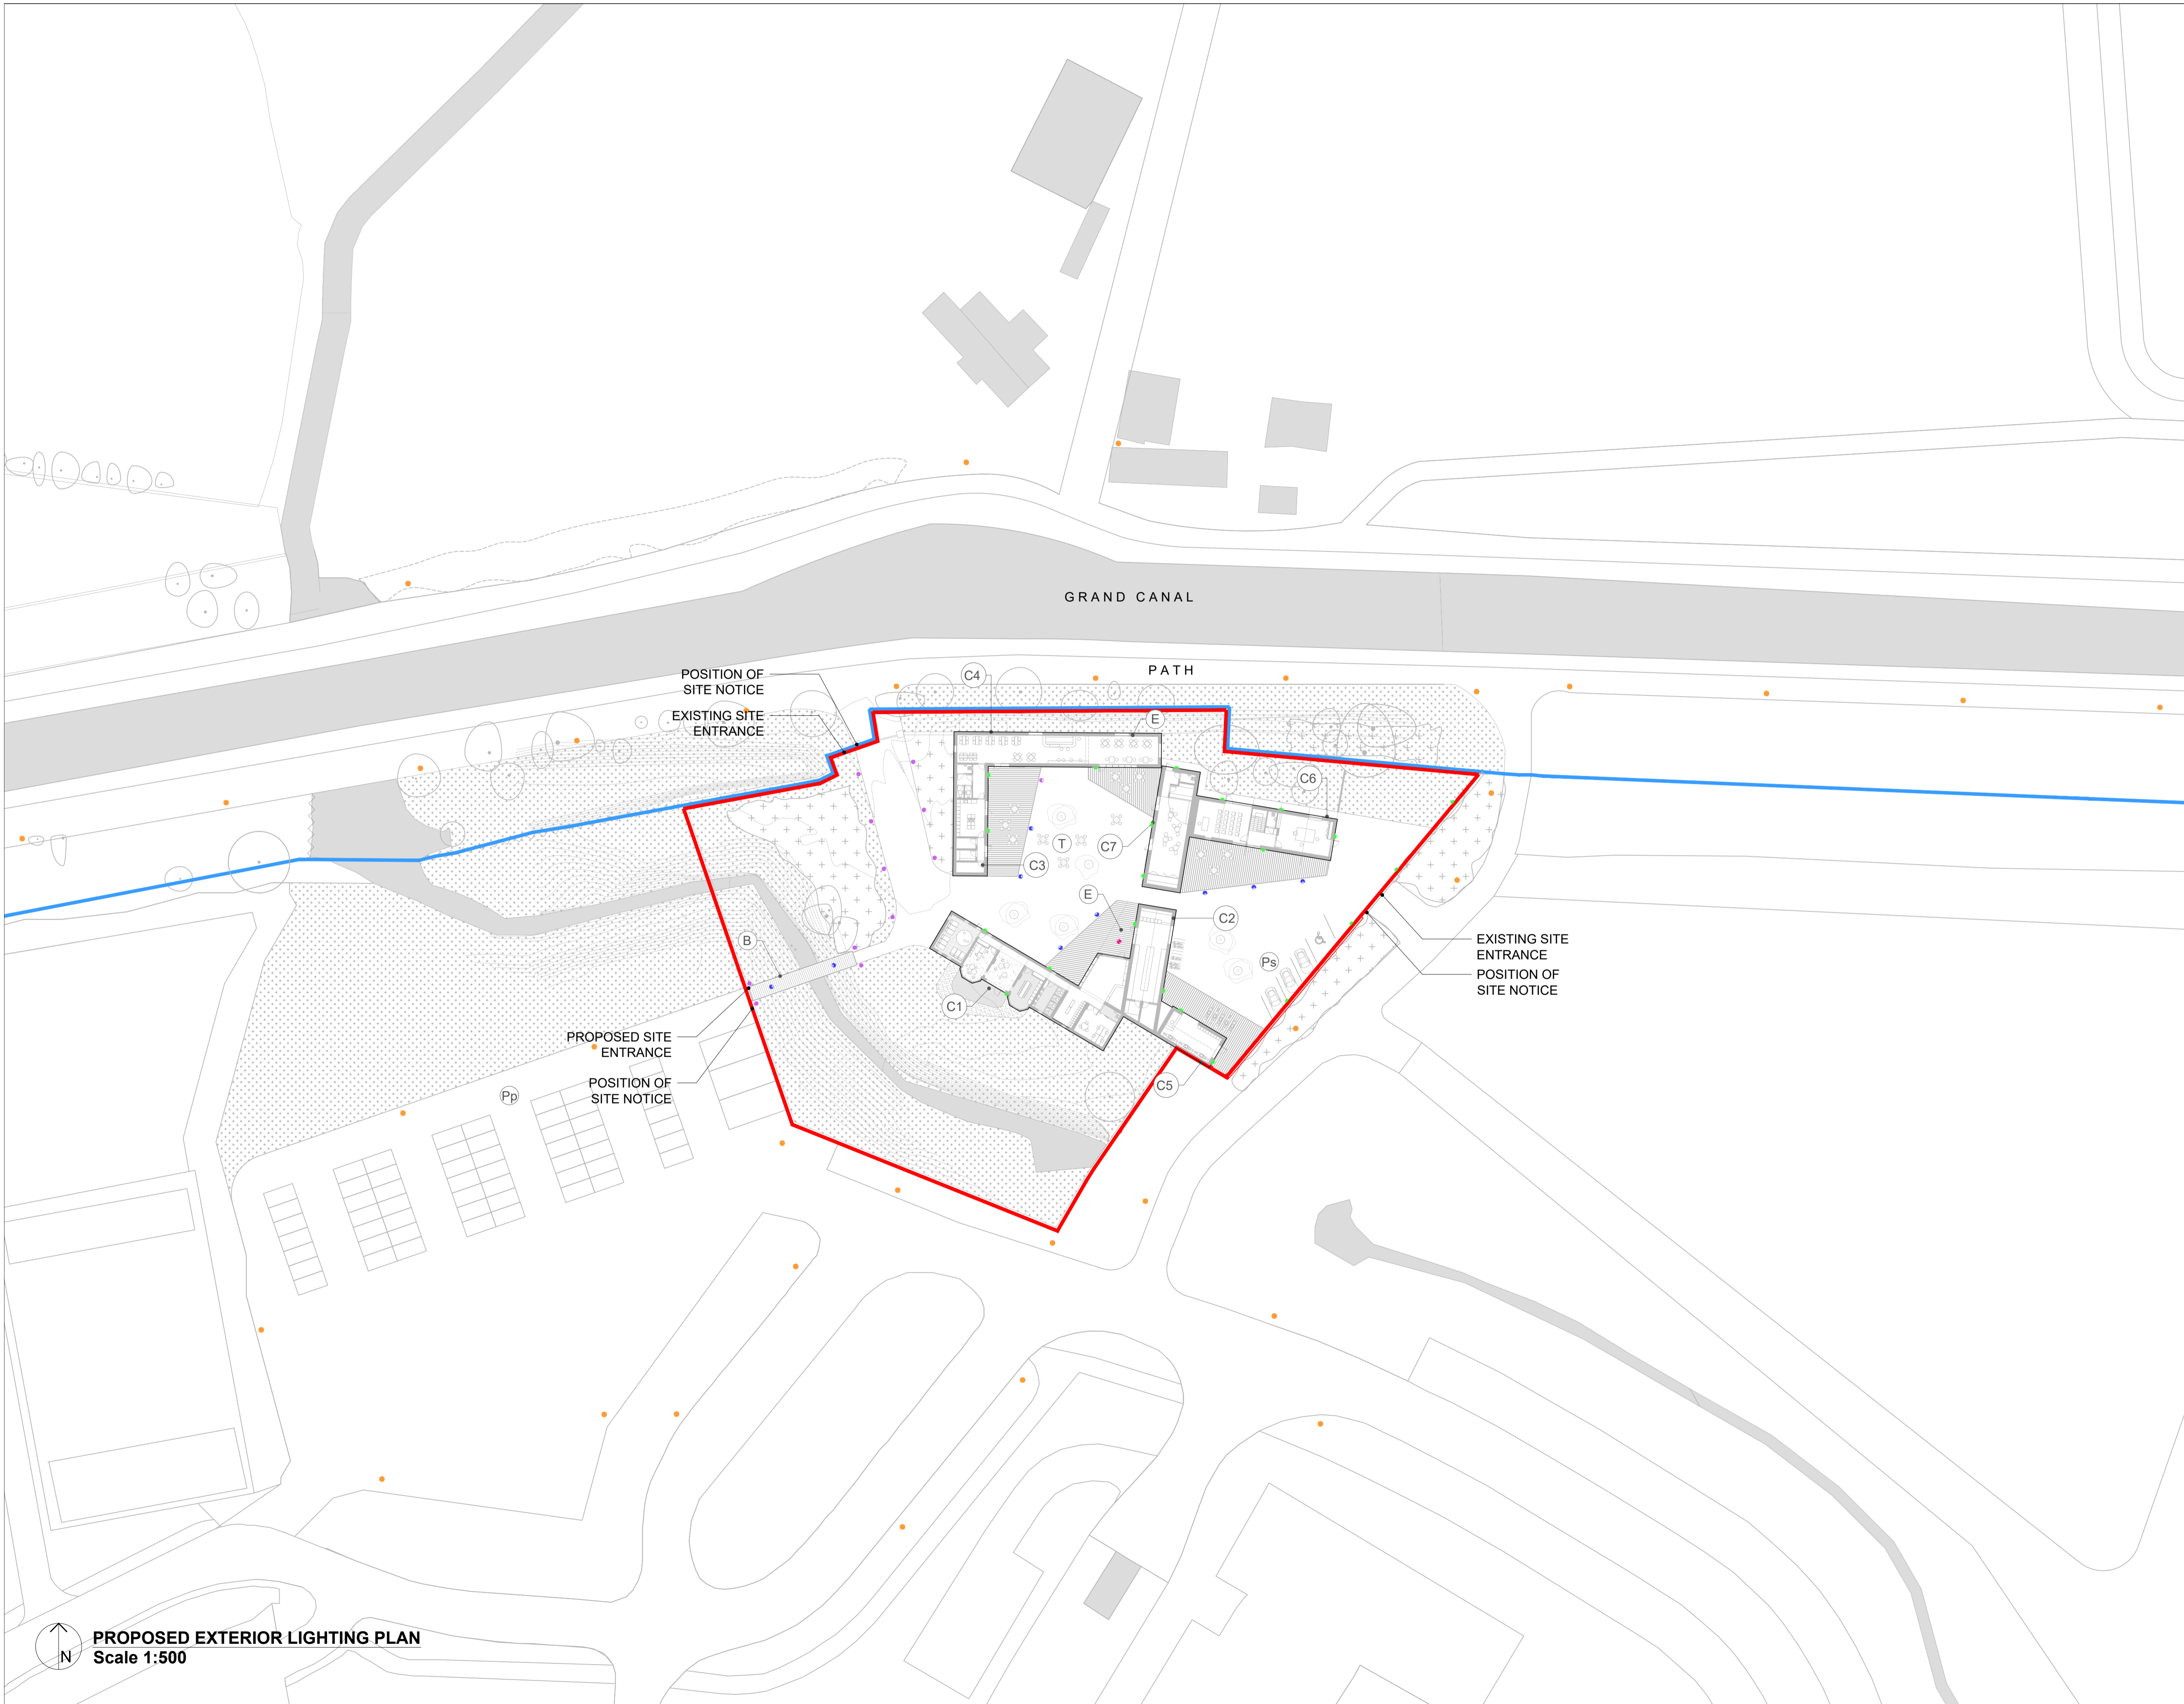 GRAND CANAL
PATH
POSITION OF
SITE NOTICE
C4
EXISTING SITE
ENTRANCE
E
C6
T
C7
C3
E
C2
B
EXISTING SITE
ENTRANCE
Ps
POSITION OF
SITE NOTICE
C1
PROPOSED SITE
ENTRANCE
POSITION OF
SITE NOTICE
C5
Pp
N
PROPOSED EXTERIOR LIGHTING PLAN
Scale 1:500